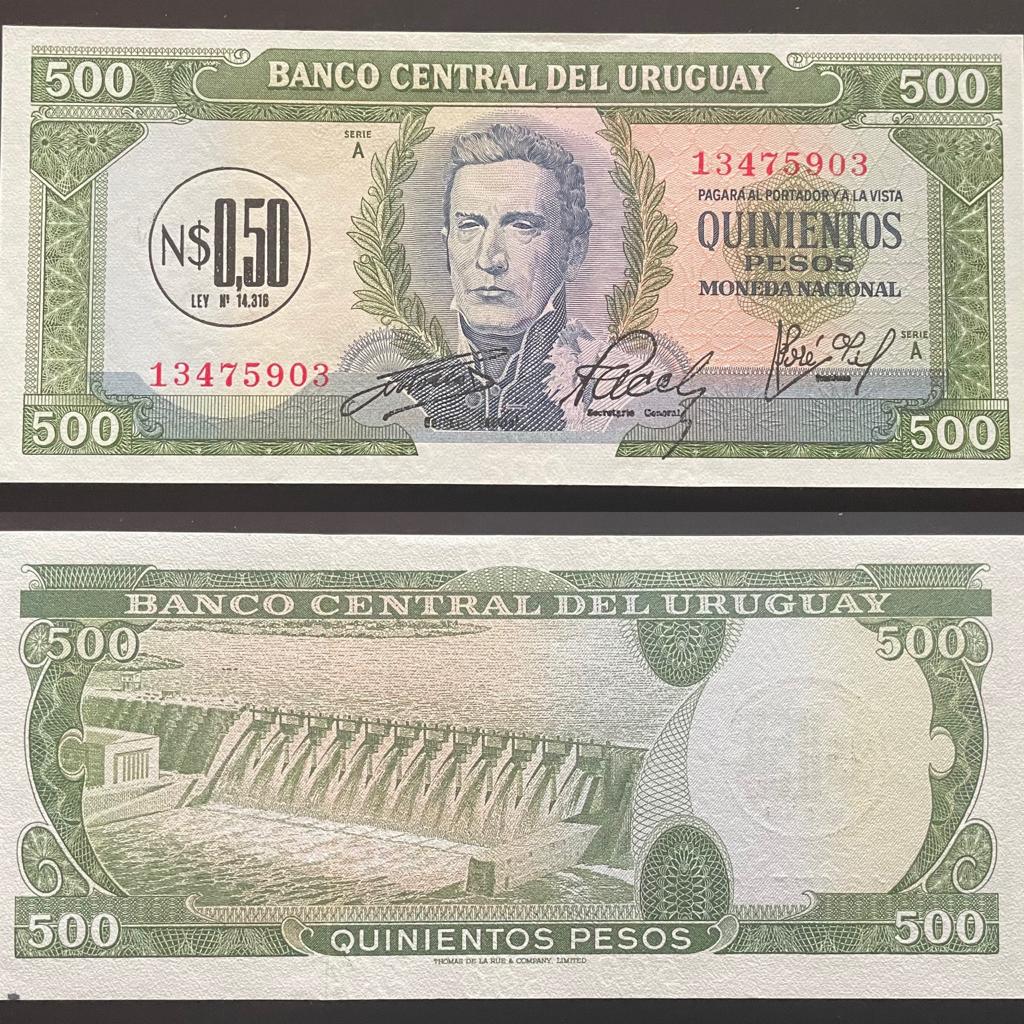 500
BANCO CENTRAL DEL URUGUAY
500
SERIE
A
13475903
PAGARA AL PORTADOR Y A LA VISTA
QUINIENTOS
PESOS
MONEDA NACIONAL
N$0,50
LEY Nº 14.316
13475903
SERIE
A
Secretario General
500
500
BANCO CENTRAL DEL URUGUAY
500
500
500
QUINIENTOS PESOS
500
THOMAS DE LA RUE & COMPANY, LIMITED